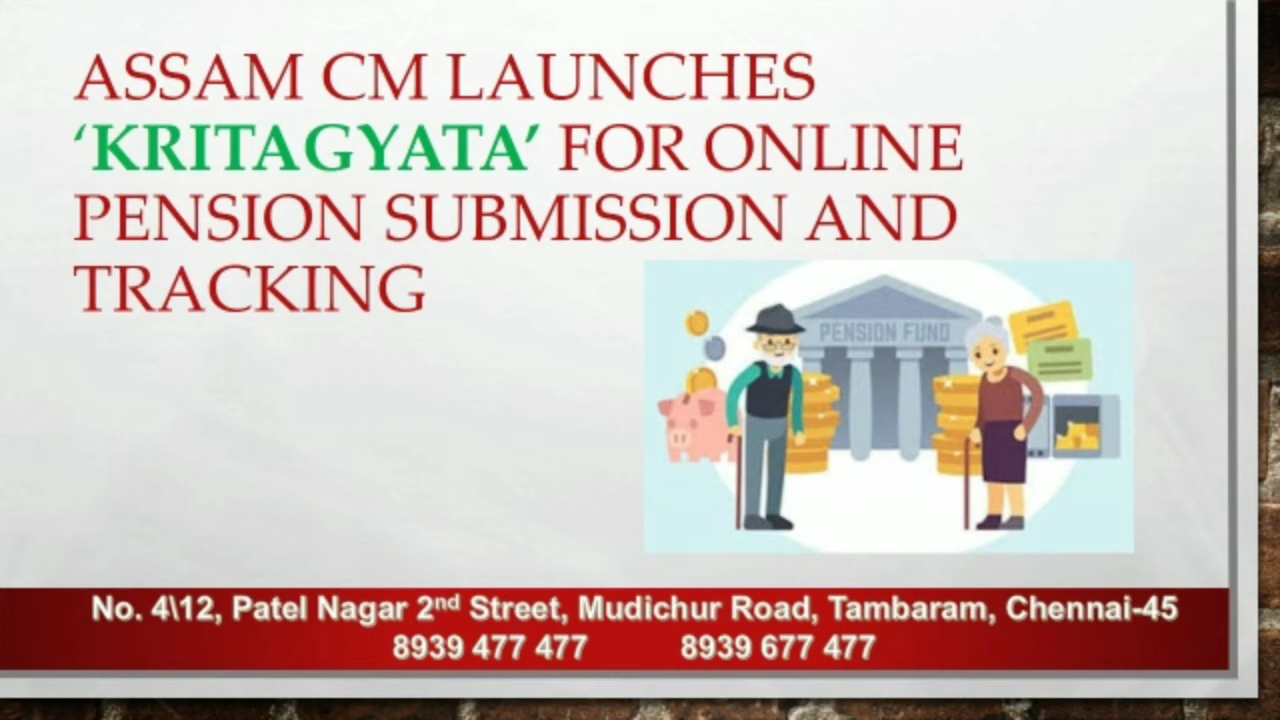 ASSAM CM LAUNCHES
‘KRITAGYATA’ FOR ONLINE
PENSION SUBMISSION AND
TRACKING
PENSION FUND
No. 4\12, Patel Nagar 2nd Street, Mudichur Road, Tambaram, Chennai-45
8939 477 477 8939 677 477